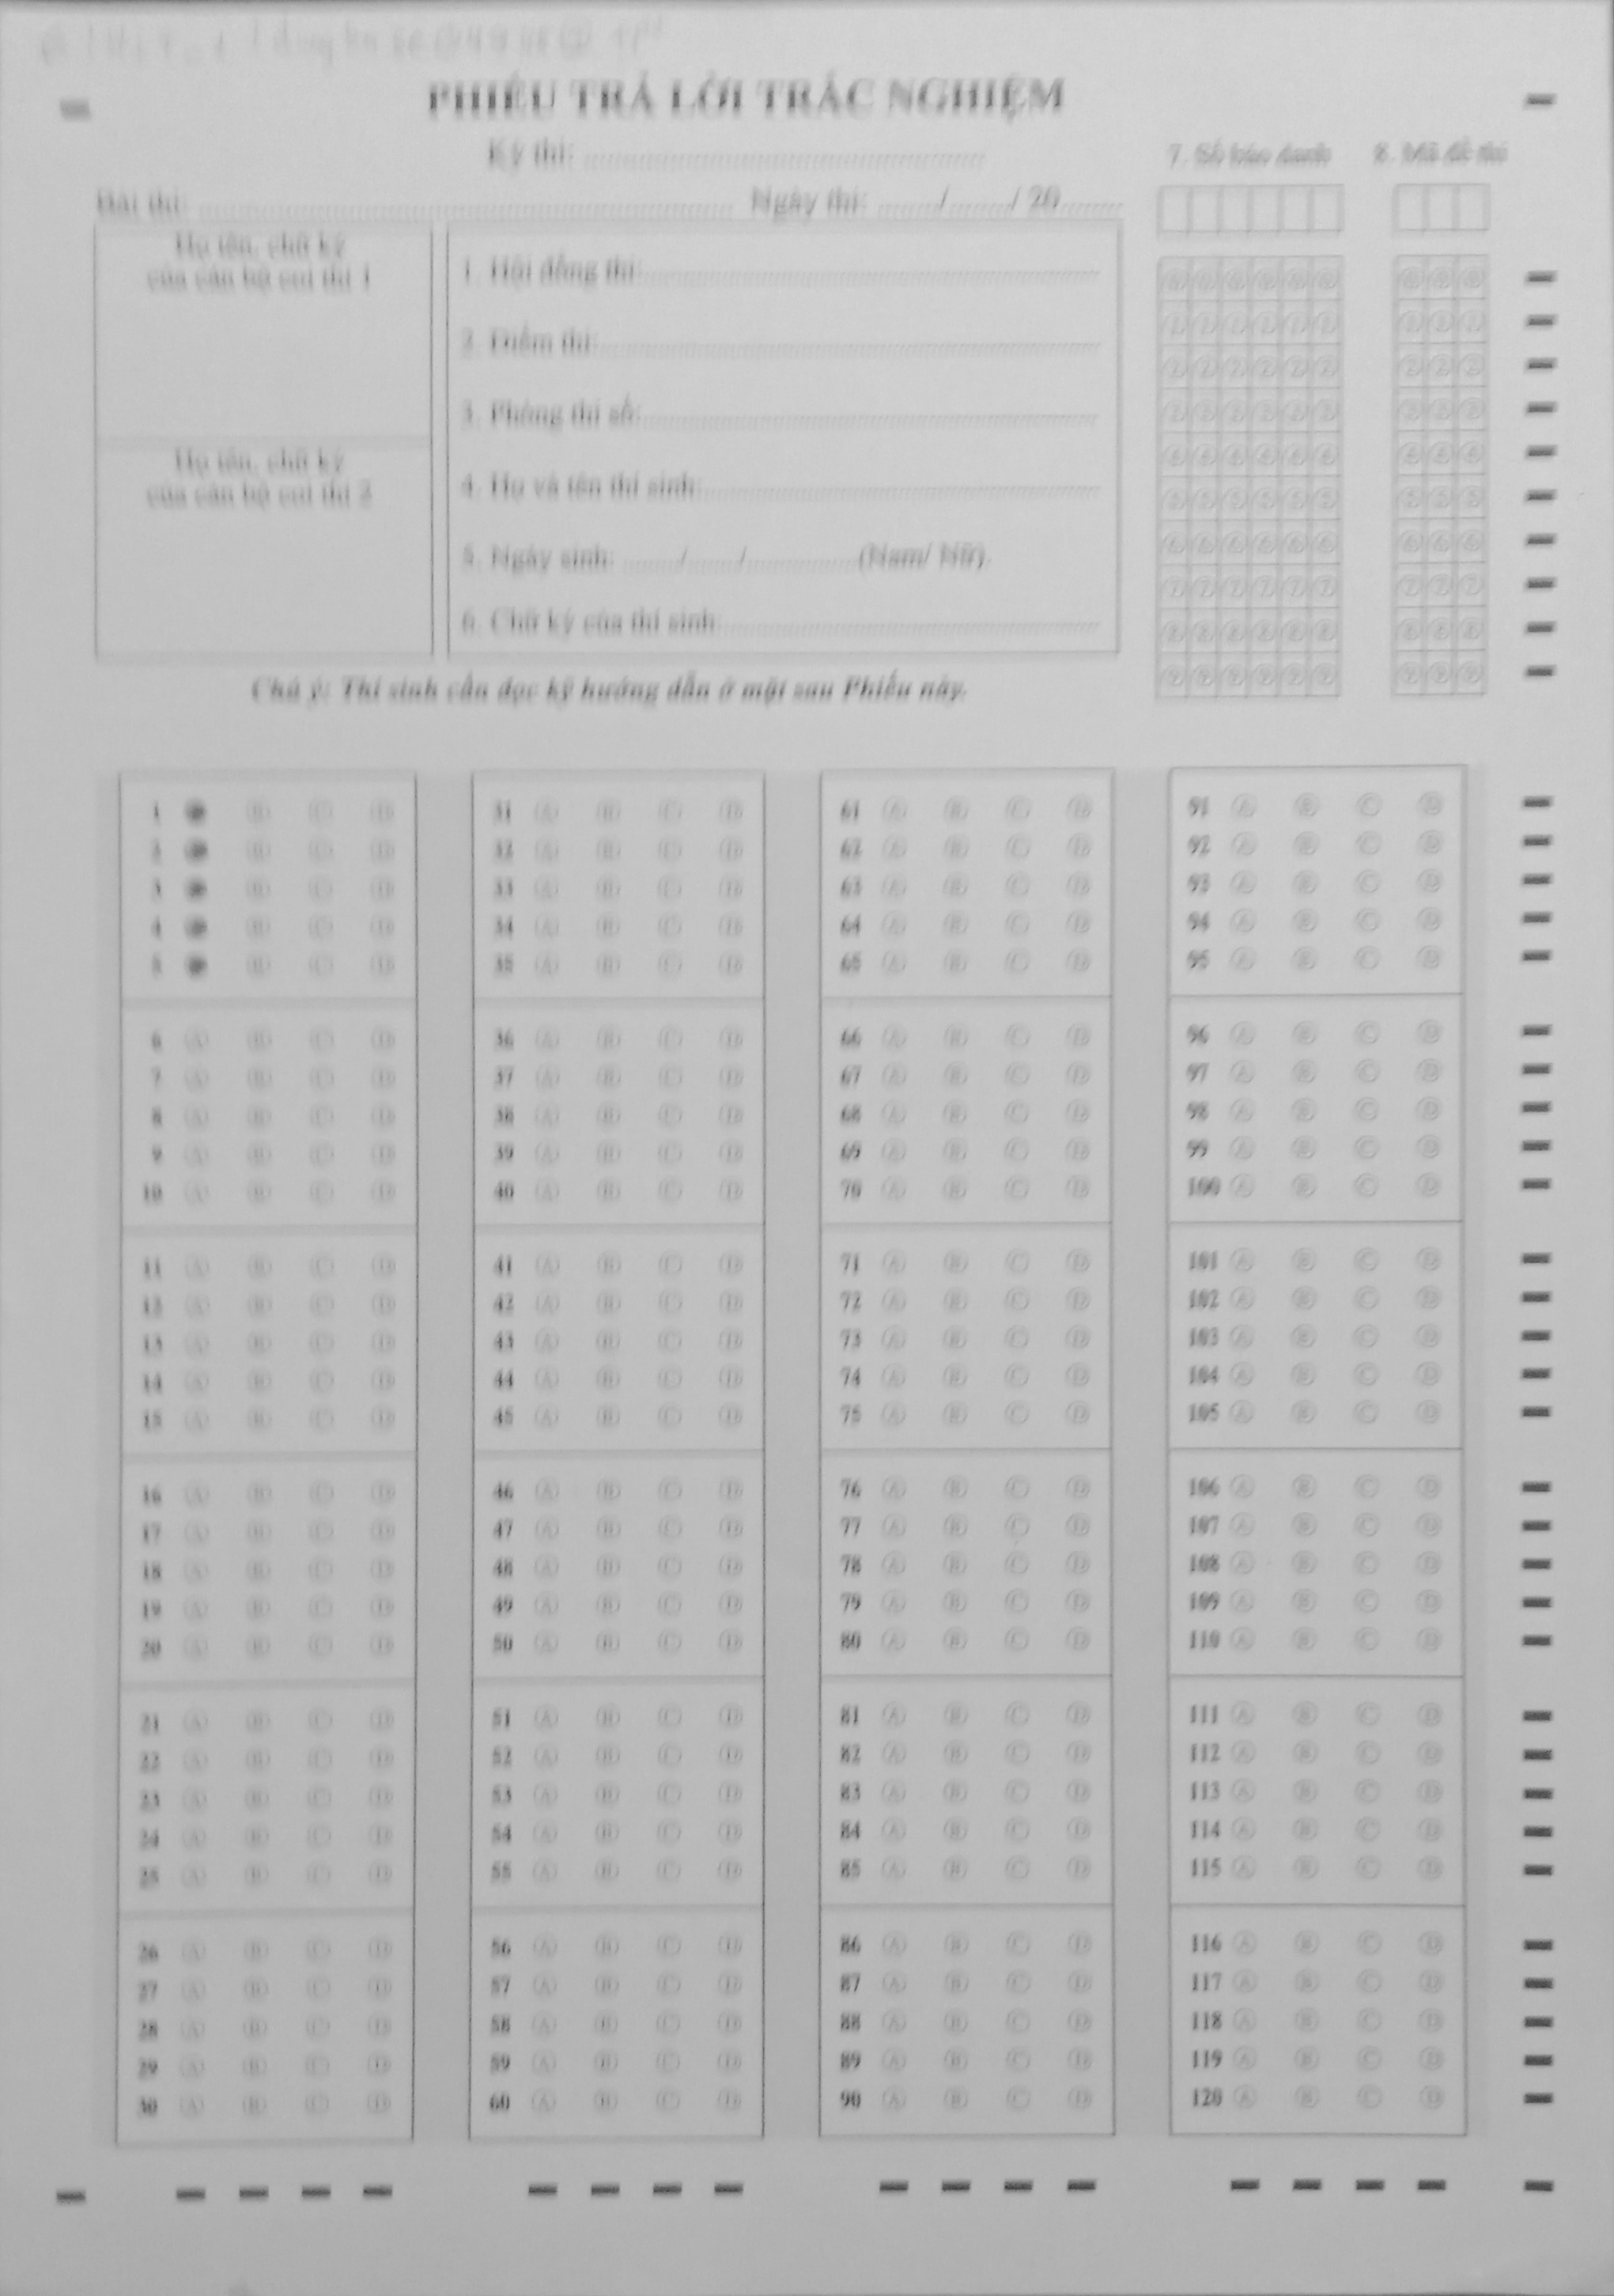 PHIẾU TRẢ LỜI TRẮC NGHIỆM
Kỳ thi:
7. Số báo danh
8. Mã đề thi
Bài thi:
Ngày thi: ......../......../ 20........
Họ tên, chữ ký
của cán bộ coi thi 1
Họ tên, chữ ký
của cán bộ coi thi 2
1. Hội đồng thi:
2. Điểm thi:
3. Phòng thi số:
4. Họ và tên thí sinh:
5. Ngày sinh: ......../......../................(Nam/ Nữ).
6. Chữ ký của thí sinh:
0 0 0 0 0 0 0 0 0
1 1 1 1 1 1 1 1 1
2 2 2 2 2 2 2 2 2
3 3 3 3 3 3 3 3 3
4 4 4 4 4 4 4 4 4
5 5 5 5 5 5 5 5 5
6 6 6 6 6 6 6 6 6
7 7 7 7 7 7 7 7 7
8 8 8 8 8 8 8 8 8
9 9 9 9 9 9 9 9 9
Chú ý: Thí sinh cần đọc kỹ hướng dẫn ở mặt sau Phiếu này.
1 B C D
2 B C D
3 B C D
4 B C D
5 B C D
6 A B C D
7 A B C D
8 A B C D
9 A B C D
10 A B C D
11 A B C D
12 A B C D
13 A B C D
14 A B C D
15 A B C D
16 A B C D
17 A B C D
18 A B C D
19 A B C D
20 A B C D
21 A B C D
22 A B C D
23 A B C D
24 A B C D
25 A B C D
26 A B C D
27 A B C D
28 A B C D
29 A B C D
30 A B C D
31 A B C D
32 A B C D
33 A B C D
34 A B C D
35 A B C D
36 A B C D
37 A B C D
38 A B C D
39 A B C D
40 A B C D
41 A B C D
42 A B C D
43 A B C D
44 A B C D
45 A B C D
46 A B C D
47 A B C D
48 A B C D
49 A B C D
50 A B C D
51 A B C D
52 A B C D
53 A B C D
54 A B C D
55 A B C D
56 A B C D
57 A B C D
58 A B C D
59 A B C D
60 A B C D
61 A B C D
62 A B C D
63 A B C D
64 A B C D
65 A B C D
66 A B C D
67 A B C D
68 A B C D
69 A B C D
70 A B C D
71 A B C D
72 A B C D
73 A B C D
74 A B C D
75 A B C D
76 A B C D
77 A B C D
78 A B C D
79 A B C D
80 A B C D
81 A B C D
82 A B C D
83 A B C D
84 A B C D
85 A B C D
86 A B C D
87 A B C D
88 A B C D
89 A B C D
90 A B C D
91 A B C D
92 A B C D
93 A B C D
94 A B C D
95 A B C D
96 A B C D
97 A B C D
98 A B C D
99 A B C D
100 A B C D
101 A B C D
102 A B C D
103 A B C D
104 A B C D
105 A B C D
106 A B C D
107 A B C D
108 A B C D
109 A B C D
110 A B C D
111 A B C D
112 A B C D
113 A B C D
114 A B C D
115 A B C D
116 A B C D
117 A B C D
118 A B C D
119 A B C D
120 A B C D